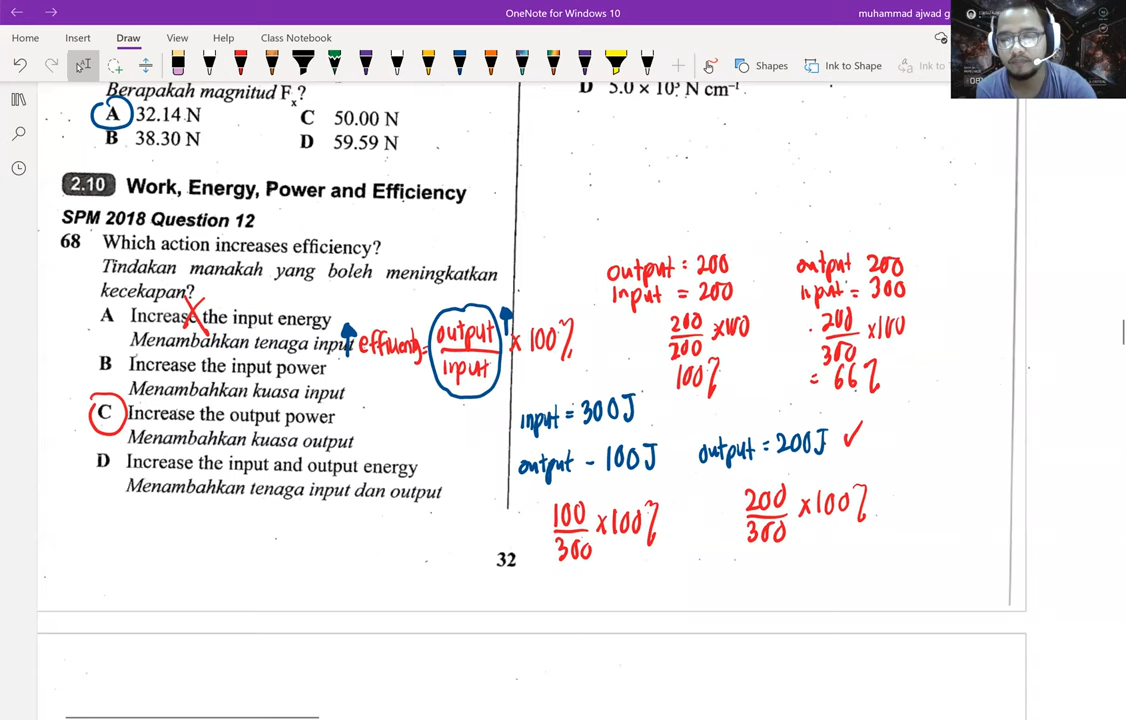 OneNote for Windows 10
muhammad ajwad g
Home Insert Draw View Help Class Notebook
Shapes Ink to Shape Ink to
Berapakah magnitud Fx?
A 32.14 N C 50.00 N
B 38.30 N D 59.59 N
D 5.0 × 10³ N cm⁻¹
2.10 Work, Energy, Power and Efficiency
SPM 2018 Question 12
68 Which action increases efficiency?
Tindakan manakah yang boleh meningkatkan
kecekapan?
A Increase the input energy
Menambahkan tenaga input
B Increase the input power
Menambahkan kuasa input
C Increase the output power
Menambahkan kuasa output
D Increase the input and output energy
Menambahkan tenaga input dan output
32
output = 200
Input = 200
200/200 × 100
100%
output 200
Input = 300
200/300 × 100
= 66%
output/input × 100%
input = 300J
output - 100J
output = 200J ✓
100/300 × 100%
200/300 × 100%